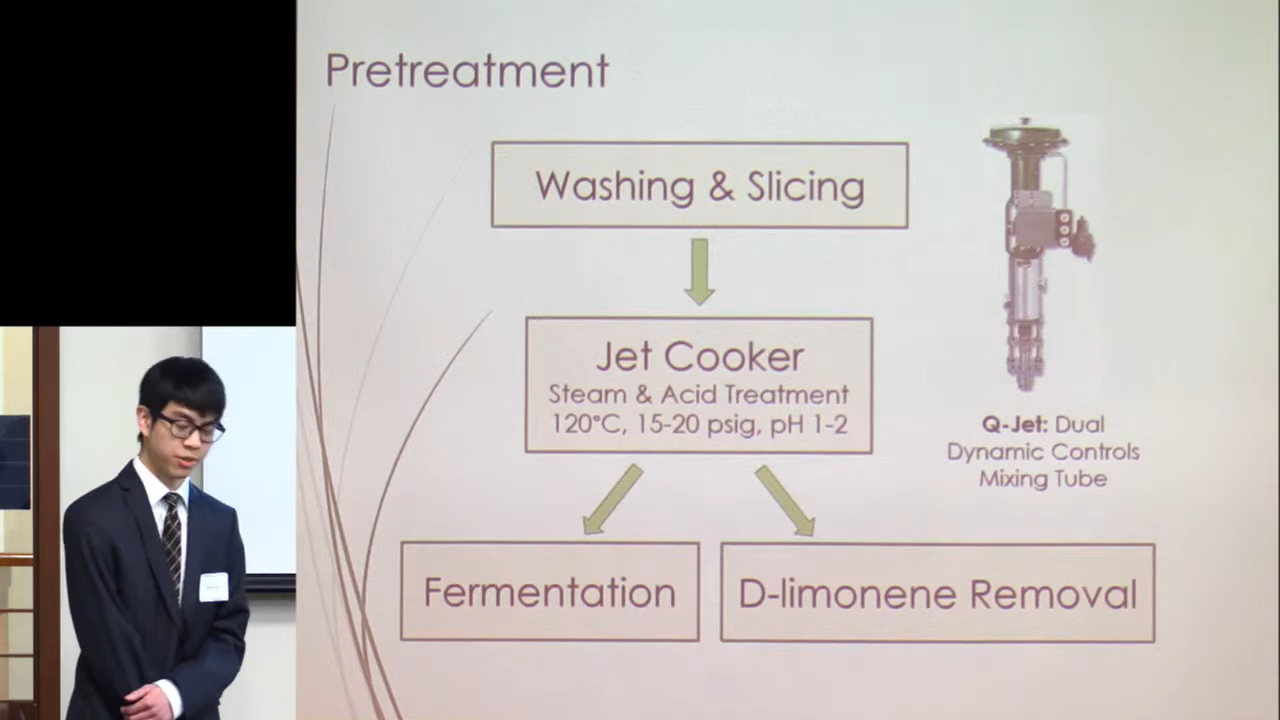 Pretreatment
Washing & Slicing
Jet Cooker
Steam & Acid Treatment
120°C, 15-20 psig, pH 1-2
Q-Jet: Dual
Dynamic Controls
Mixing Tube
Fermentation
D-limonene Removal